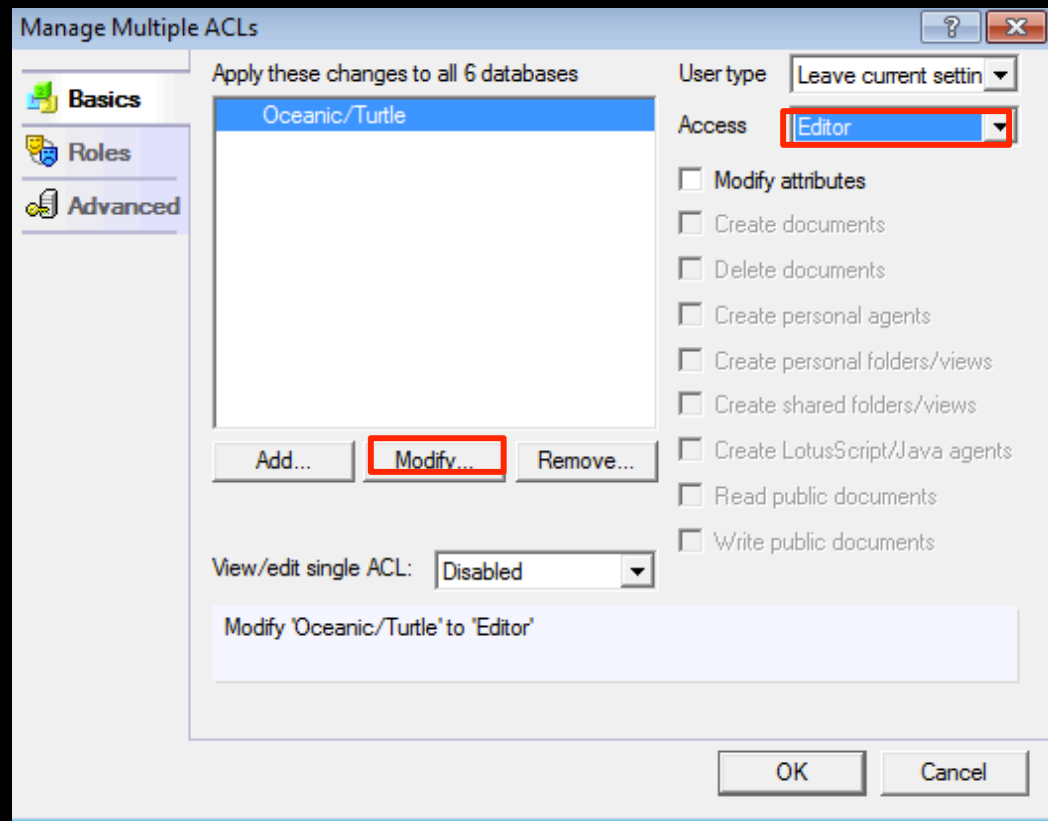 Manage Multiple ACLs
Basics
Roles
Advanced
Apply these changes to all 6 databases
Oceanic/Turtle
Add...
Modify...
Remove...
View/edit single ACL:
Disabled
Modify 'Oceanic/Turtle' to 'Editor'
User type
Leave current settin
Access
Editor
Modify attributes
Create documents
Delete documents
Create personal agents
Create personal folders/views
Create shared folders/views
Create LotusScript/Java agents
Read public documents
Write public documents
OK
Cancel